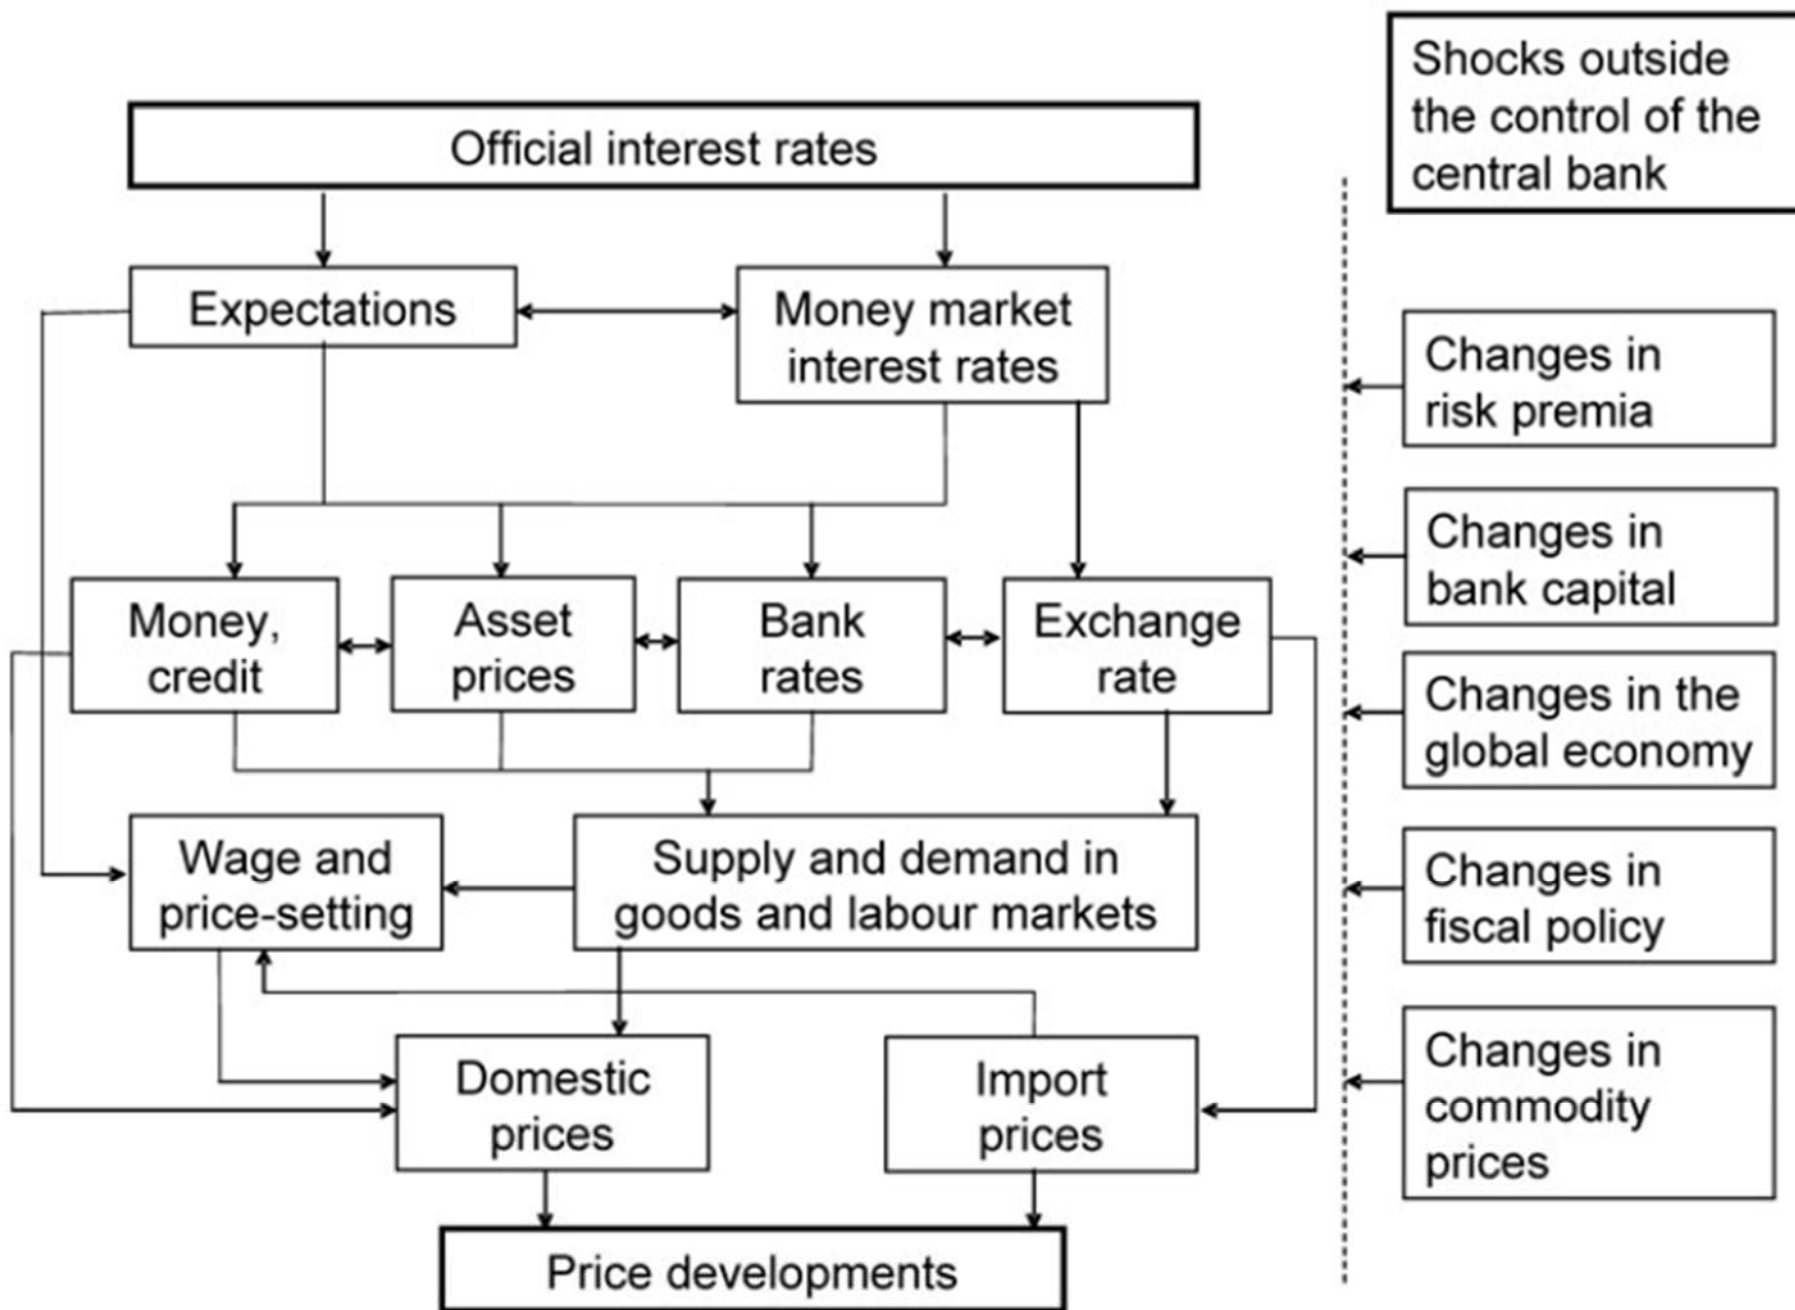 Official interest rates
Shocks outside
the control of the
central bank
Expectations
Money market
interest rates
Changes in
risk premia
Changes in
bank capital
Money,
credit
Asset
prices
Bank
rates
Exchange
rate
Changes in the
global economy
Wage and
price-setting
Supply and demand in
goods and labour markets
Changes in
fiscal policy
Domestic
prices
Import
prices
Changes in
commodity
prices
Price developments